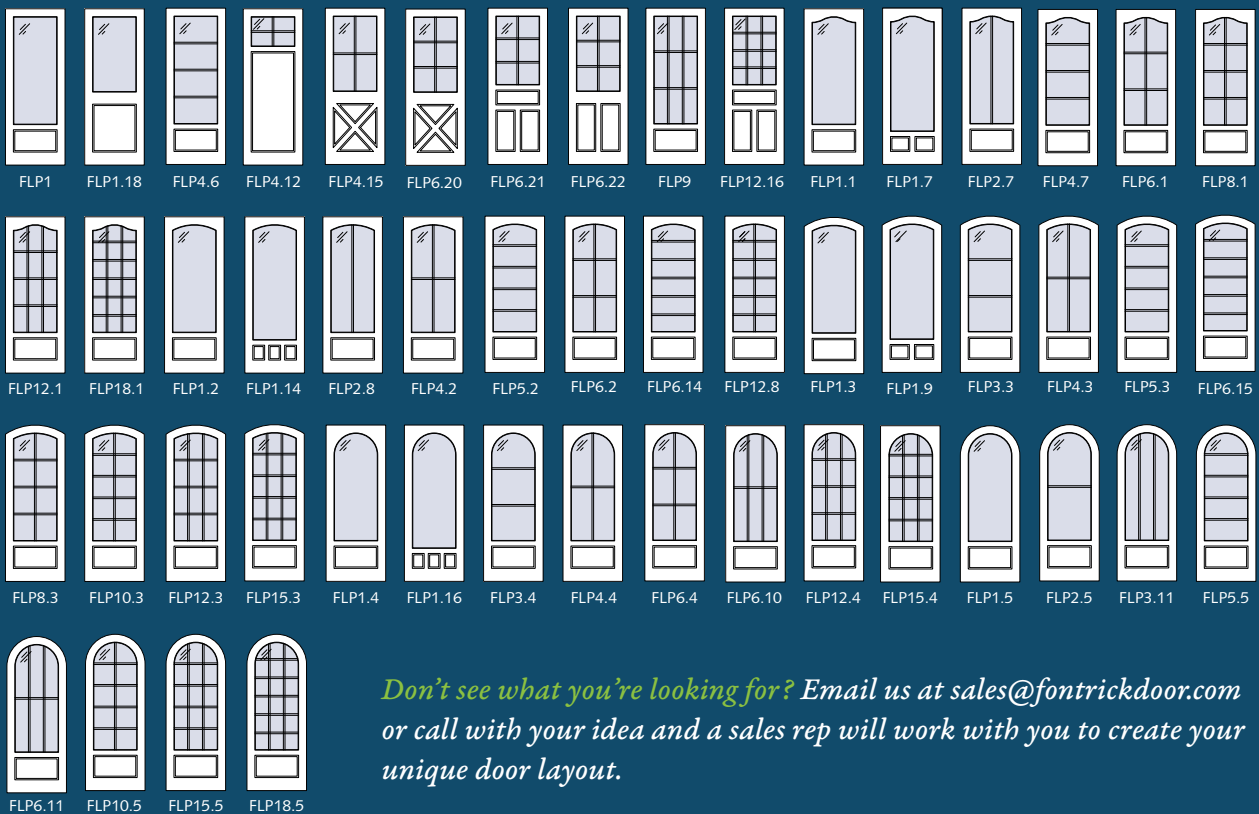 FLP1 FLP1.18 FLP4.6 FLP4.12 FLP4.15 FLP6.20 FLP6.21 FLP6.22 FLP9 FLP12.16 FLP1.1 FLP1.7 FLP2.7 FLP4.7 FLP6.1 FLP8.1
FLP12.1 FLP18.1 FLP1.2 FLP1.14 FLP2.8 FLP4.2 FLP5.2 FLP6.2 FLP6.14 FLP12.8 FLP1.3 FLP1.9 FLP3.3 FLP4.3 FLP5.3 FLP6.15
FLP8.3 FLP10.3 FLP12.3 FLP15.3 FLP1.4 FLP1.16 FLP3.4 FLP4.4 FLP6.4 FLP6.10 FLP12.4 FLP15.4 FLP1.5 FLP2.5 FLP3.11 FLP5.5
Don't see what you're looking for? Email us at sales@fontrickdoor.com
or call with your idea and a sales rep will work with you to create your
unique door layout.
FLP6.11 FLP10.5 FLP15.5 FLP18.5